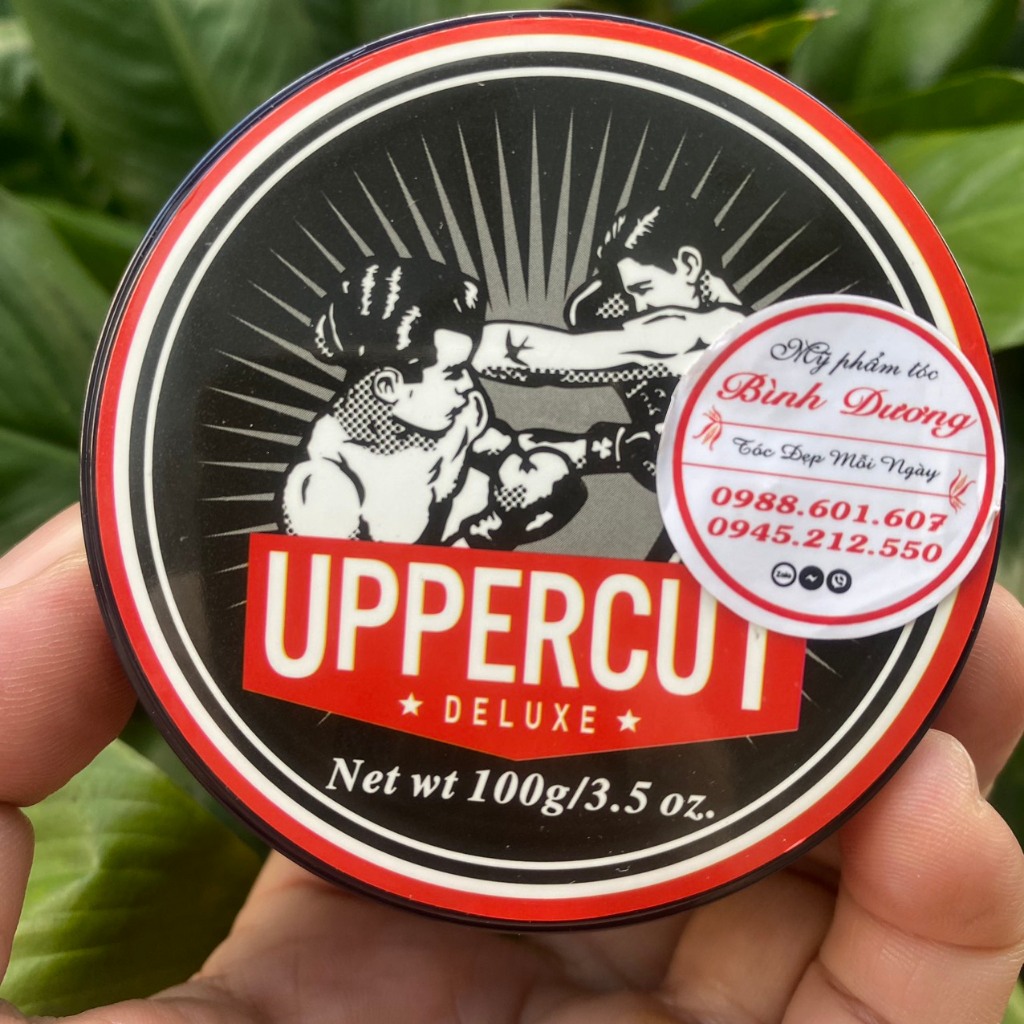 Mỹ phẩm tóc
Bình Dương
Tóc Đẹp Mỗi Ngày
0988.601.607
0945.212.550
Zalo
UPPERCUT
DELUXE
Net wt 100g/3.5 oz.